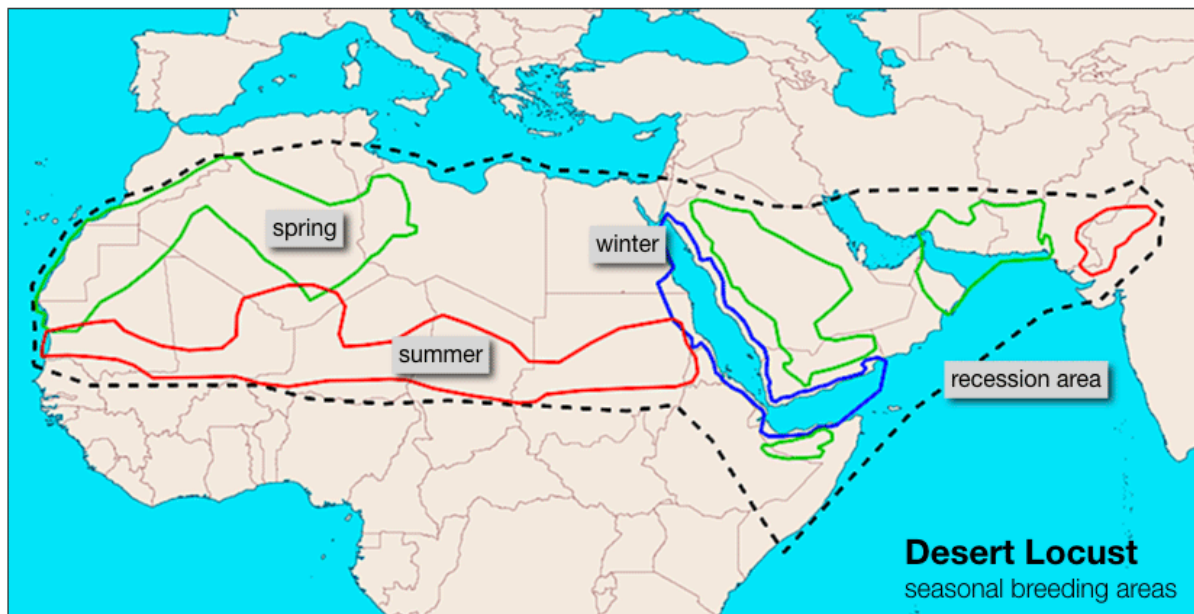 spring
winter
summer
recession area
Desert Locust
seasonal breeding areas